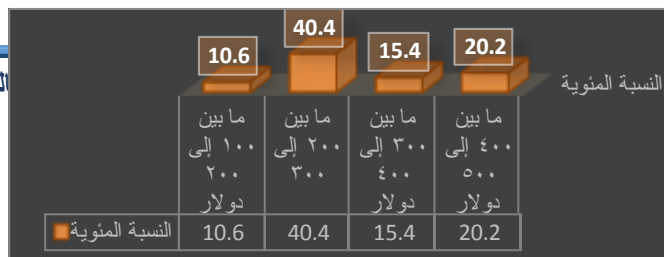 10.6 40.4 15.4 20.2
النسبة المئوية
ما بين ١٠٠ إلى ٢٠٠ دولار
ما بين ٢٠٠ إلى ٣٠٠
ما بين ٣٠٠ إلى ٤٠٠ دولار
ما بين ٤٠٠ إلى ٥٠٠ دولار
النسبة المئوية 10.6 40.4 15.4 20.2